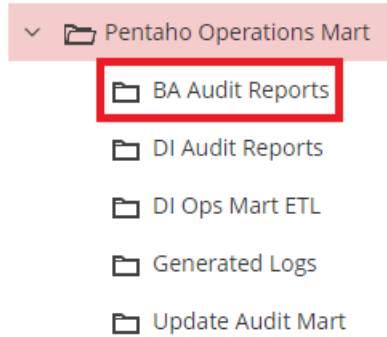 Pentaho Operations Mart
BA Audit Reports
DI Audit Reports
DI Ops Mart ETL
Generated Logs
Update Audit Mart